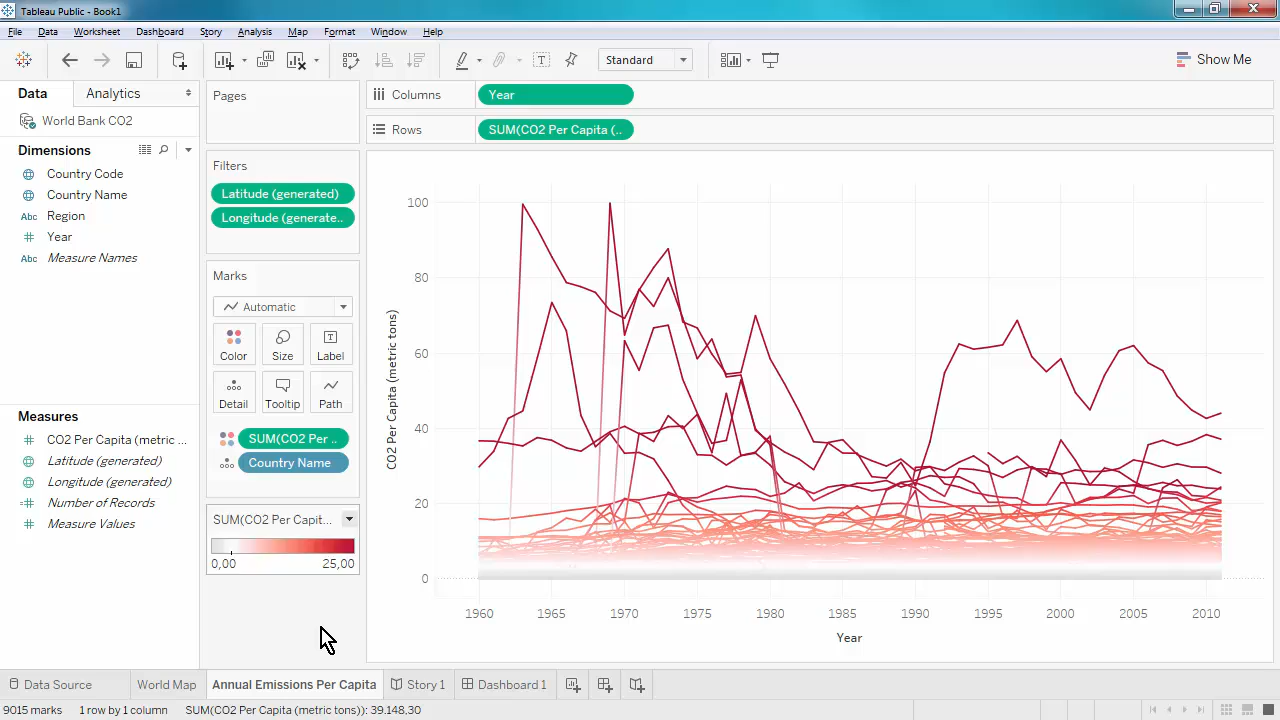 Tableau Public - Book1
File Data Worksheet Dashboard Story Analysis Map Format Window Help
Standard
Show Me
Data Analytics
World Bank CO2
Dimensions
Country Code
Country Name
Abc Region
Year
Abc Measure Names
Measures
CO2 Per Capita (metric ...
Latitude (generated)
Longitude (generated)
Number of Records
Measure Values
Pages
Filters
Latitude (generated)
Longitude (generate..
Marks
Automatic
Color Size Label
Detail Tooltip Path
SUM(CO2 Per ..
Country Name
SUM(CO2 Per Capit...
0,00 25,00
Columns Year
Rows SUM(CO2 Per Capita (..
CO2 Per Capita (metric tons)
100
80
60
40
20
0
1960 1965 1970 1975 1980 1985 1990 1995 2000 2005 2010
Year
Data Source World Map Annual Emissions Per Capita Story 1 Dashboard 1
9015 marks 1 row by 1 column SUM(CO2 Per Capita (metric tons)): 39.148,30